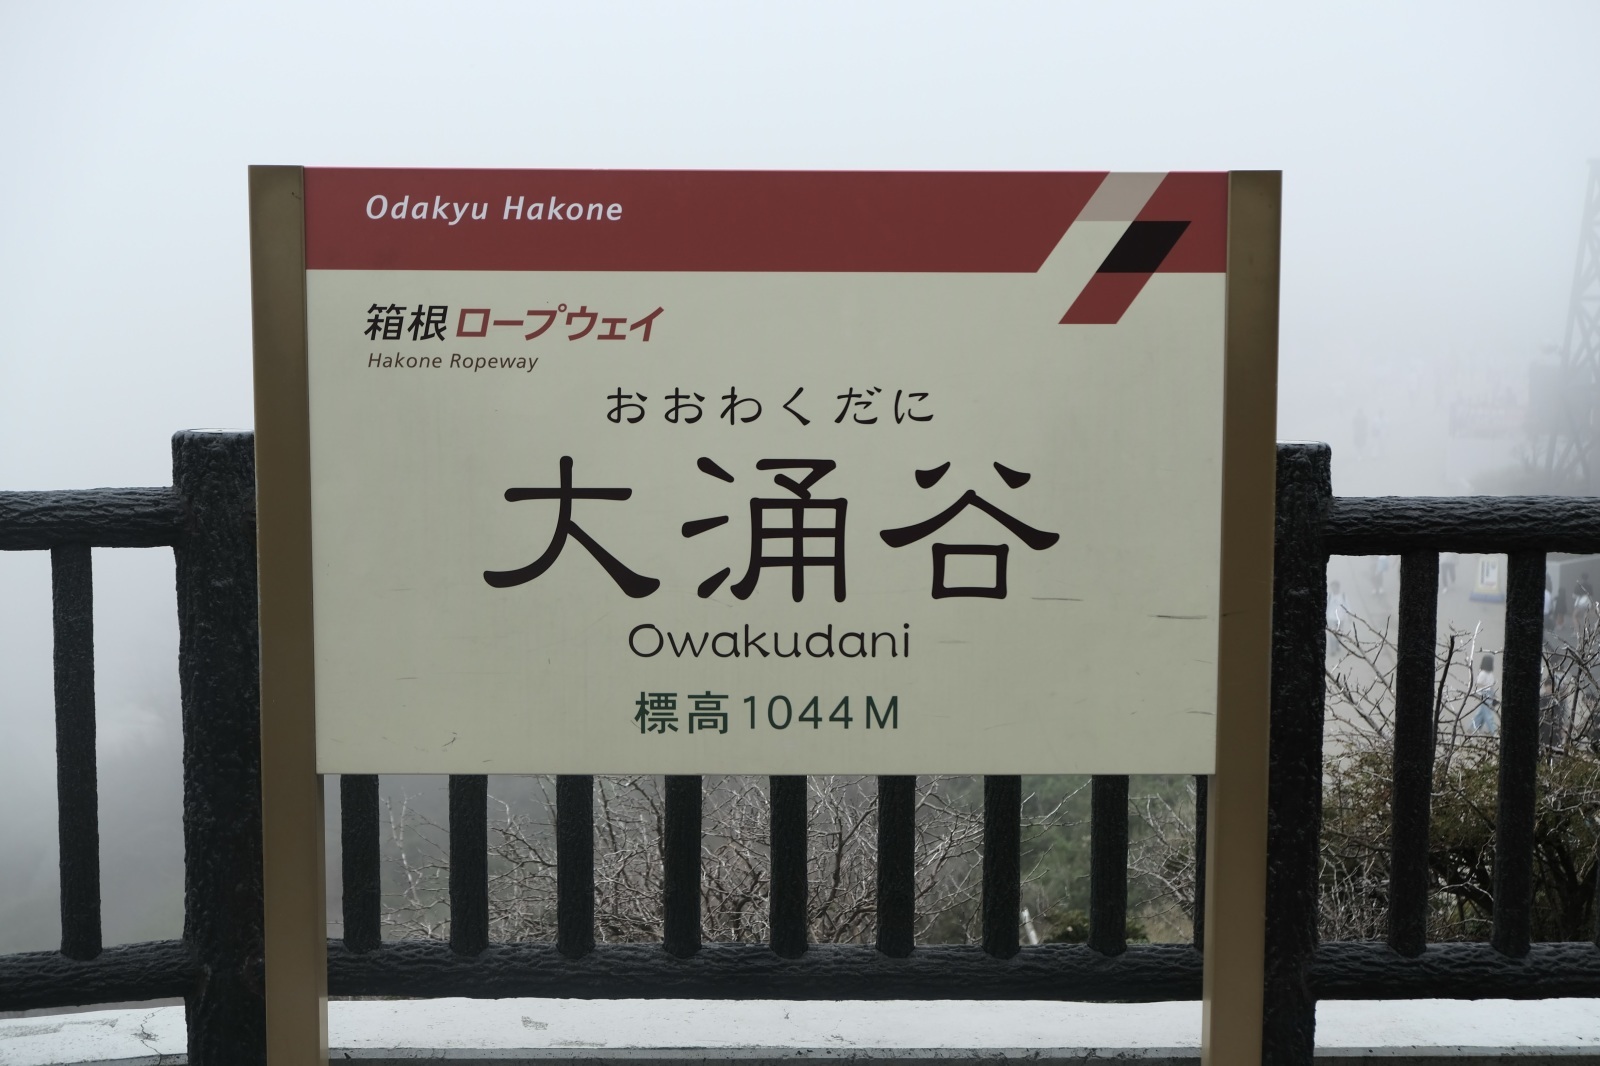 Odakyu Hakone
箱根ロープウェイ
Hakone Ropeway
おおわくだに
大涌谷
Owakudani
標高1044M